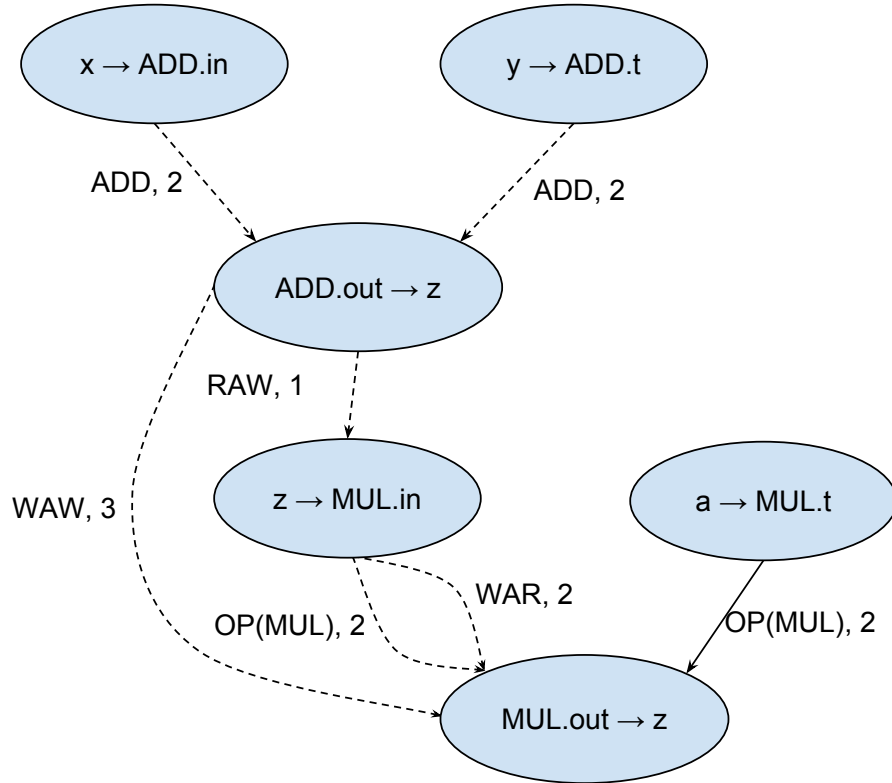 x → ADD.in
y → ADD.t
ADD, 2
ADD, 2
ADD.out → z
RAW, 1
WAW, 3
z → MUL.in
a → MUL.t
WAR, 2
OP(MUL), 2
OP(MUL), 2
MUL.out → z